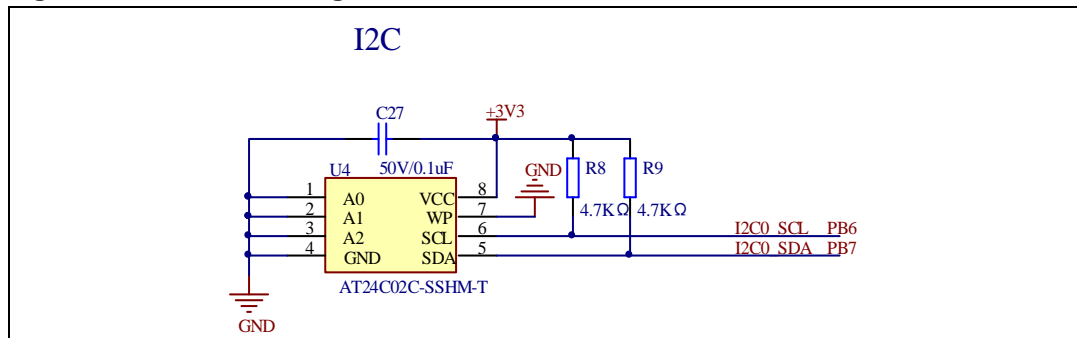 I2C
C27
+3V3
U4
50V/0.1uF
GND
R8
R9
1
A0
VCC
8
2
A1
WP
7
4.7KΩ
4.7KΩ
3
A2
SCL
6
I2C0_SCL
PB6
4
GND
SDA
5
I2C0_SDA
PB7
AT24C02C-SSHM-T
GND